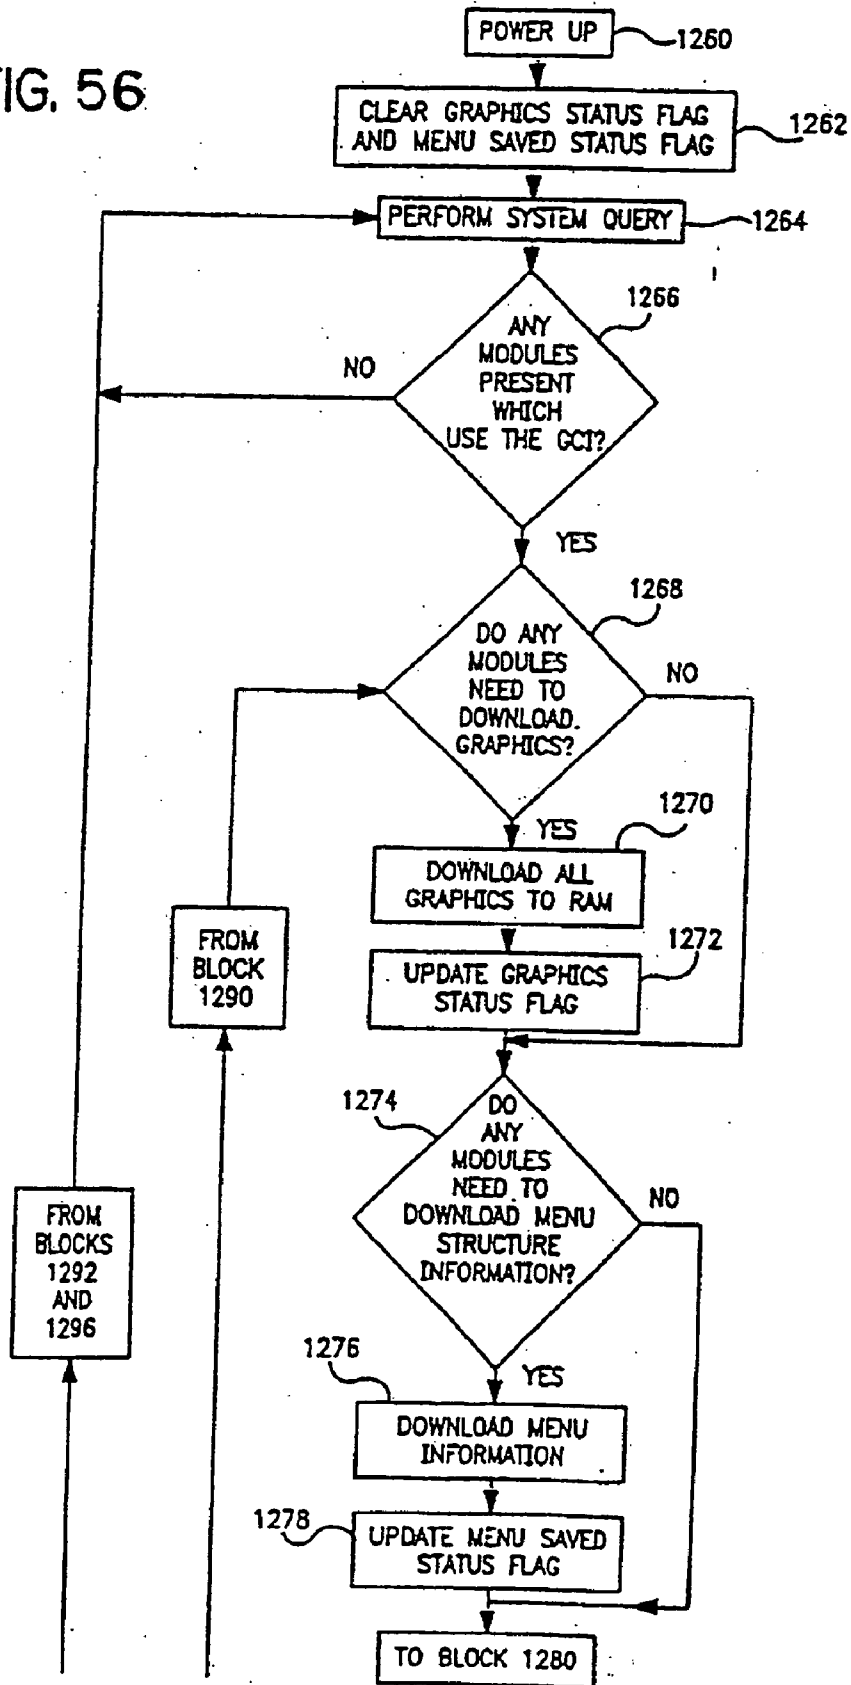 FIG. 56
POWER UP
1260
CLEAR GRAPHICS STATUS FLAG
AND MENU SAVED STATUS FLAG
1262
PERFORM SYSTEM QUERY
1264
1266
ANY
MODULES
PRESENT
WHICH
USE THE GCI?
NO
YES
1268
DO ANY
MODULES
NEED TO
DOWNLOAD.
GRAPHICS?
NO
YES
1270
DOWNLOAD ALL
GRAPHICS TO RAM
1272
UPDATE GRAPHICS
STATUS FLAG
FROM
BLOCK
1290
1274
DO
ANY
MODULES
NEED TO
DOWNLOAD MENU
STRUCTURE
INFORMATION?
NO
YES
FROM
BLOCKS
1292
AND
1296
1276
DOWNLOAD MENU
INFORMATION
1278
UPDATE MENU SAVED
STATUS FLAG
TO BLOCK 1280